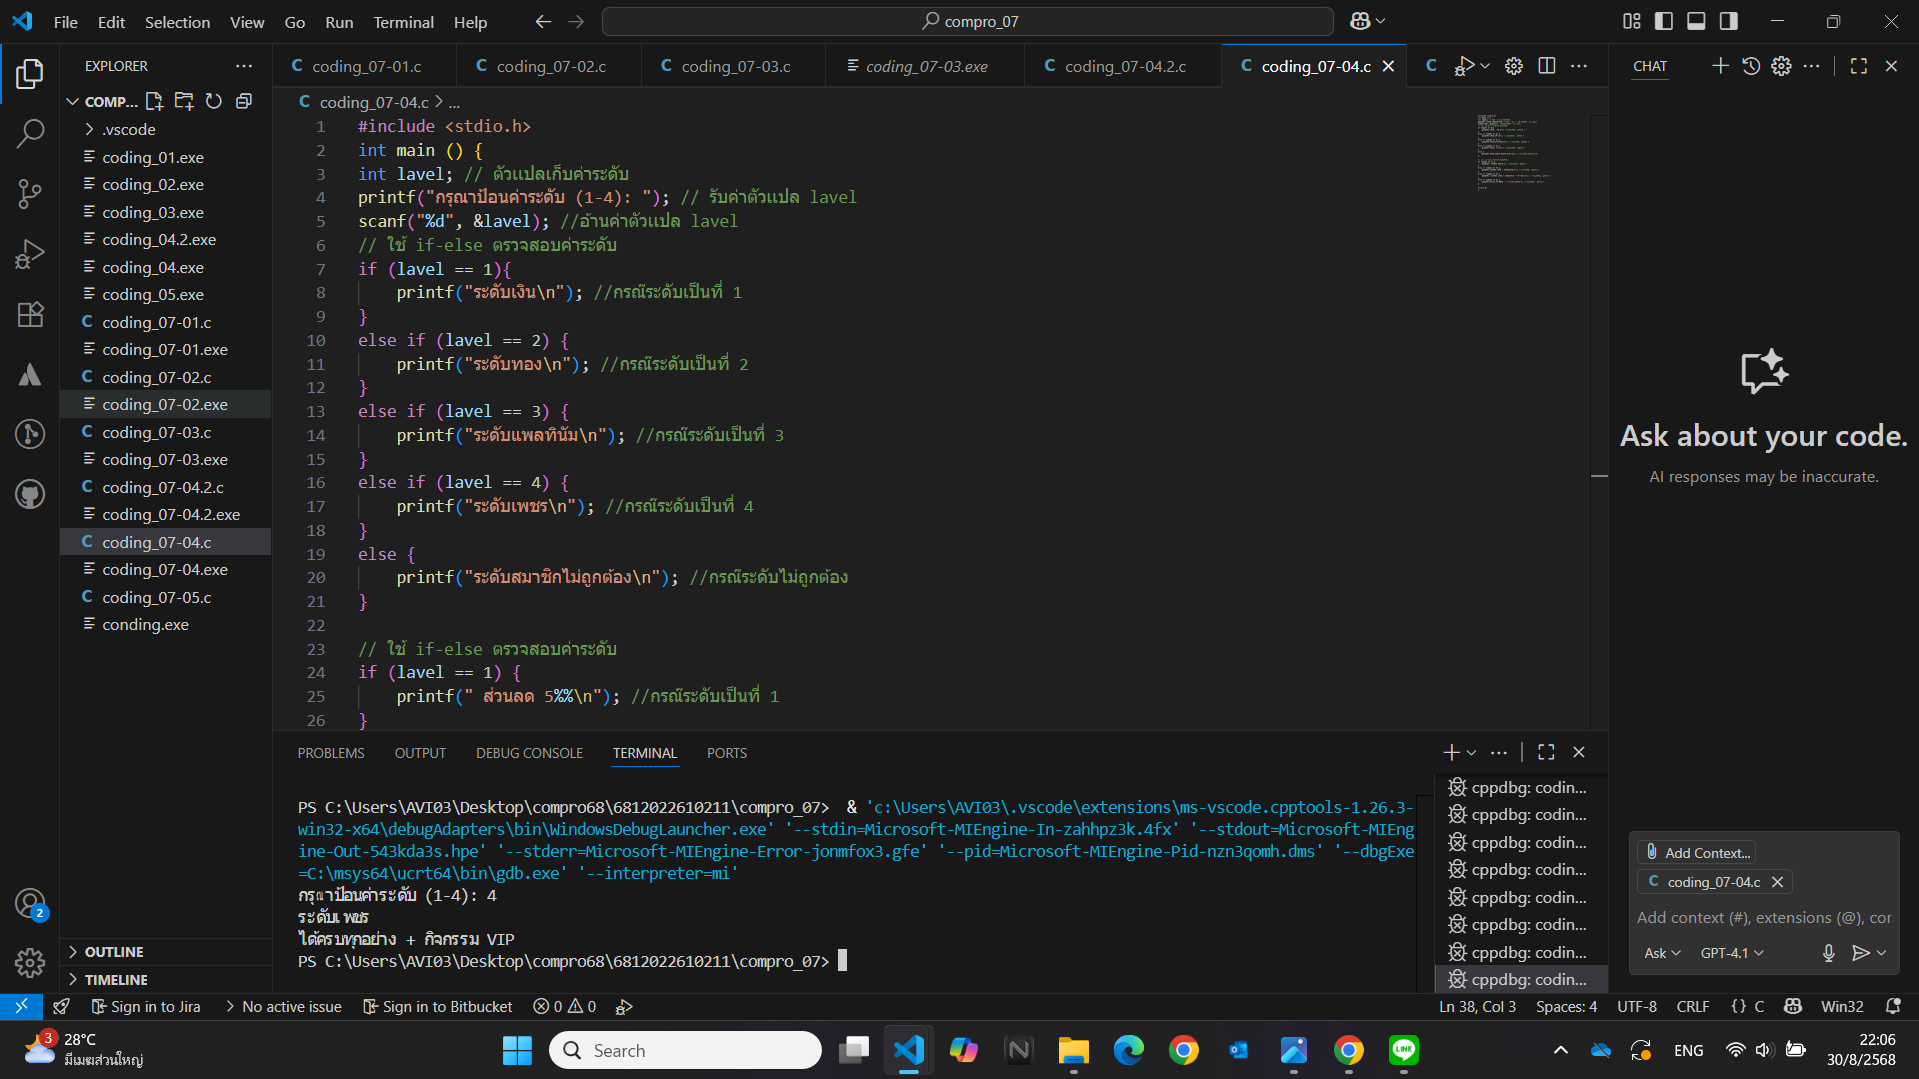 File Edit Selection View Go Run Terminal Help
compro_07
EXPLORER
COMP...
.vscode
coding_01.exe
coding_02.exe
coding_03.exe
coding_04.2.exe
coding_04.exe
coding_05.exe
coding_07-01.c
coding_07-01.exe
coding_07-02.c
coding_07-02.exe
coding_07-03.c
coding_07-03.exe
coding_07-04.2.c
coding_07-04.2.exe
coding_07-04.c
coding_07-04.exe
coding_07-05.c
conding.exe
OUTLINE
TIMELINE
coding_07-01.c coding_07-02.c coding_07-03.c coding_07-03.exe coding_07-04.2.c coding_07-04.c
coding_07-04.c > ...
1 #include <stdio.h>
2 int main () {
3 int lavel; // ตัวแปลเก็บค่าระดับ
4 printf("กรุณาป้อนค่าระดับ (1-4): "); // รับค่าตัวแปล lavel
5 scanf("%d", &lavel); //อ้านค่าตัวแปล lavel
6 // ใช้ if-else ตรวจสอบค่าระดับ
7 if (lavel == 1){
8 printf("ระดับเงิน\n"); //กรณ๊ระดับเป็นที่ 1
9 }
10 else if (lavel == 2) {
11 printf("ระดับทอง\n"); //กรณ๊ระดับเป็นที่ 2
12 }
13 else if (lavel == 3) {
14 printf("ระดับแพลทินัม\n"); //กรณ๊ระดับเป็นที่ 3
15 }
16 else if (lavel == 4) {
17 printf("ระดับเพชร\n"); //กรณ๊ระดับเป็นที่ 4
18 }
19 else {
20 printf("ระดับสมาชิกไม่ถูกต้อง\n"); //กรณ๊ระดับไม่ถูกต้อง
21 }
22
23 // ใช้ if-else ตรวจสอบค่าระดับ
24 if (lavel == 1) {
25 printf(" ส่วนลด 5%%\n"); //กรณ๊ระดับเป็นที่ 1
26 }
PROBLEMS OUTPUT DEBUG CONSOLE TERMINAL PORTS
PS C:\Users\AVI03\Desktop\compro68\6812022610211\compro_07> & 'c:\Users\AVI03\.vscode\extensions\ms-vscode.cpptools-1.26.3-
win32-x64\debugAdapters\bin\WindowsDebugLauncher.exe' '--stdin=Microsoft-MIEngine-In-zahhpz3k.4fx' '--stdout=Microsoft-MIEng
ine-Out-543kda3s.hpe' '--stderr=Microsoft-MIEngine-Error-jonmfox3.gfe' '--pid=Microsoft-MIEngine-Pid-nzn3qomh.dms' '--dbgExe
=C:\msys64\ucrt64\bin\gdb.exe' '--interpreter=mi'
กรุณาป้อนค่าระดับ (1-4): 4
ระดับเพชร
ได้ครบทุกอย่าง + กิจกรรม VIP
PS C:\Users\AVI03\Desktop\compro68\6812022610211\compro_07>
cppdbg: codin...
cppdbg: codin...
cppdbg: codin...
cppdbg: codin...
cppdbg: codin...
cppdbg: codin...
cppdbg: codin...
cppdbg: codin...
CHAT
Ask about your code.
AI responses may be inaccurate.
Add Context...
coding_07-04.c
Add context (#), extensions (@), cor
Ask GPT-4.1
2
Sign in to Jira No active issue Sign in to Bitbucket 0 0
Ln 38, Col 3 Spaces: 4 UTF-8 CRLF {} C Win32
3
28°C
มีเมฆส่วนใหญ่
Search
LINE
ENG
22:06
30/8/2568